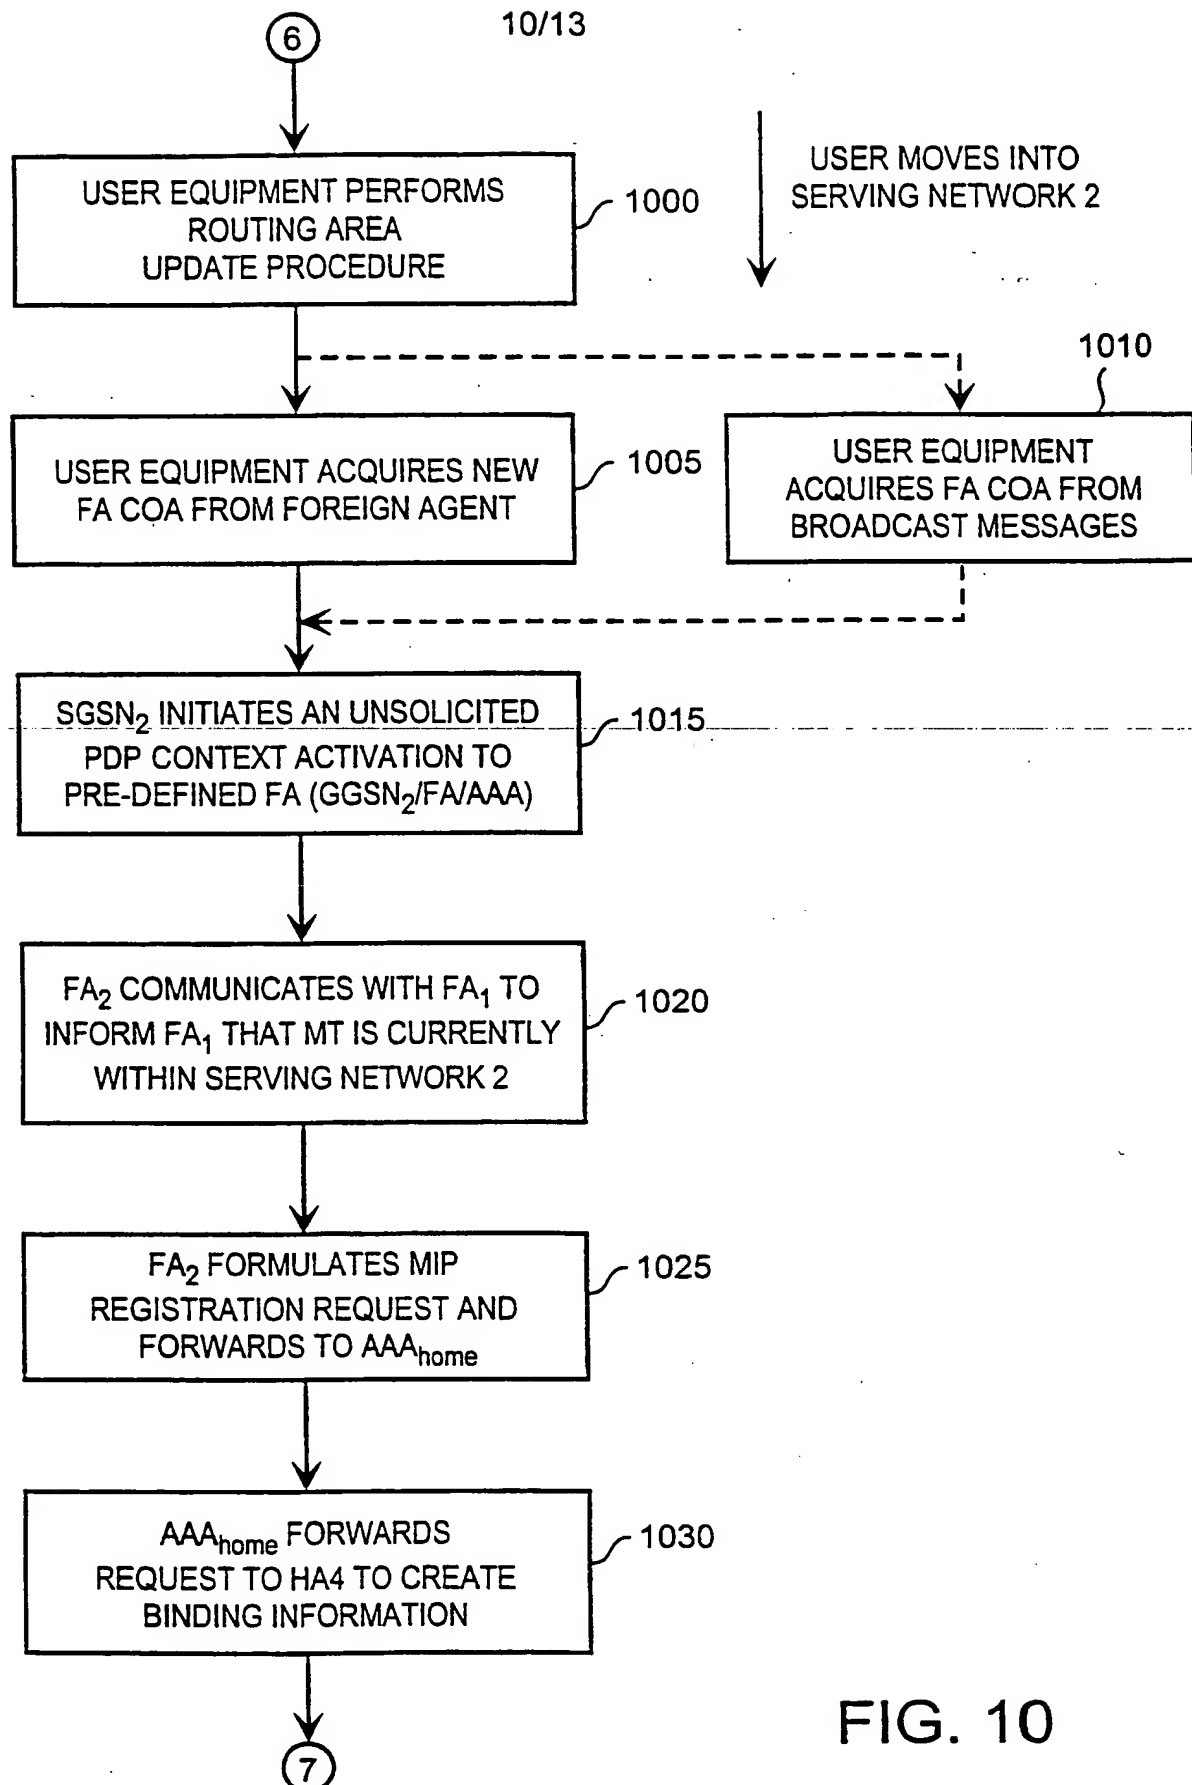 10/13
6
USER EQUIPMENT PERFORMS
ROUTING AREA
UPDATE PROCEDURE
1000
USER MOVES INTO
SERVING NETWORK 2
USER EQUIPMENT ACQUIRES NEW
FA COA FROM FOREIGN AGENT
1005
1010
USER EQUIPMENT
ACQUIRES FA COA FROM
BROADCAST MESSAGES
SGSN2 INITIATES AN UNSOLICITED
PDP CONTEXT ACTIVATION TO
PRE-DEFINED FA (GGSN2/FA/AAA)
1015
FA2 COMMUNICATES WITH FA1 TO
INFORM FA1 THAT MT IS CURRENTLY
WITHIN SERVING NETWORK 2
1020
FA2 FORMULATES MIP
REGISTRATION REQUEST AND
FORWARDS TO AAAhome
1025
AAAhome FORWARDS
REQUEST TO HA4 TO CREATE
BINDING INFORMATION
1030
7
FIG. 10